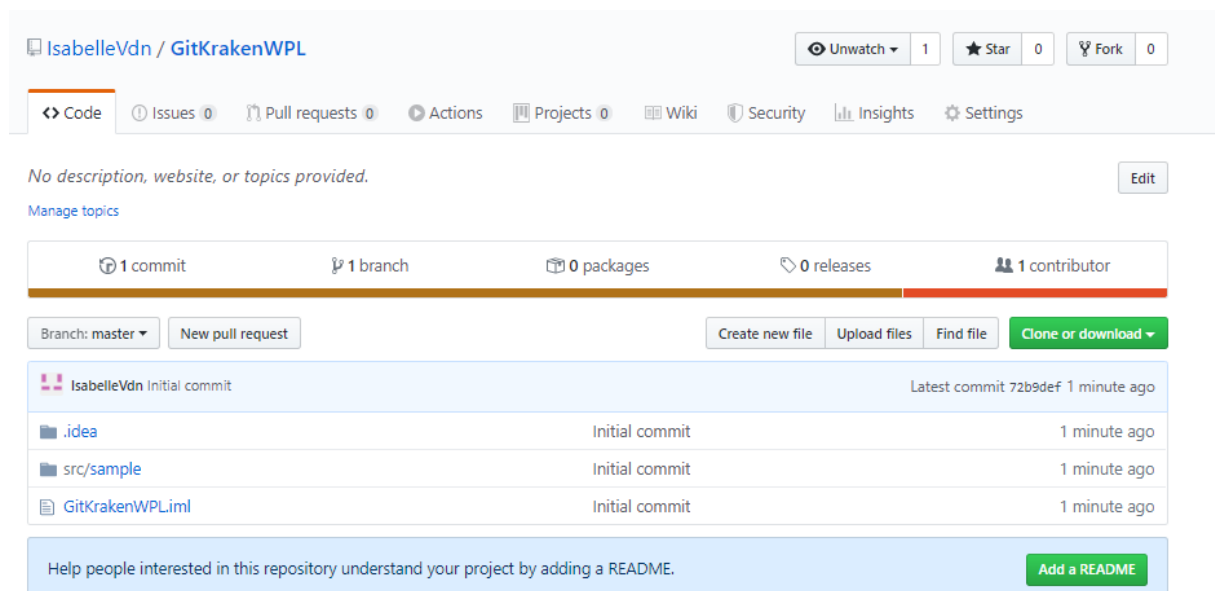 IsabelleVdn / GitKrakenWPL
Unwatch 1 Star 0 Fork 0
Code Issues 0 Pull requests 0 Actions Projects 0 Wiki Security Insights Settings
No description, website, or topics provided. Edit
Manage topics
1 commit 1 branch 0 packages 0 releases 1 contributor
Branch: master New pull request Create new file Upload files Find file Clone or download
IsabelleVdn Initial commit Latest commit 72b9def 1 minute ago
.idea Initial commit 1 minute ago
src/sample Initial commit 1 minute ago
GitKrakenWPL.iml Initial commit 1 minute ago
Help people interested in this repository understand your project by adding a README. Add a README